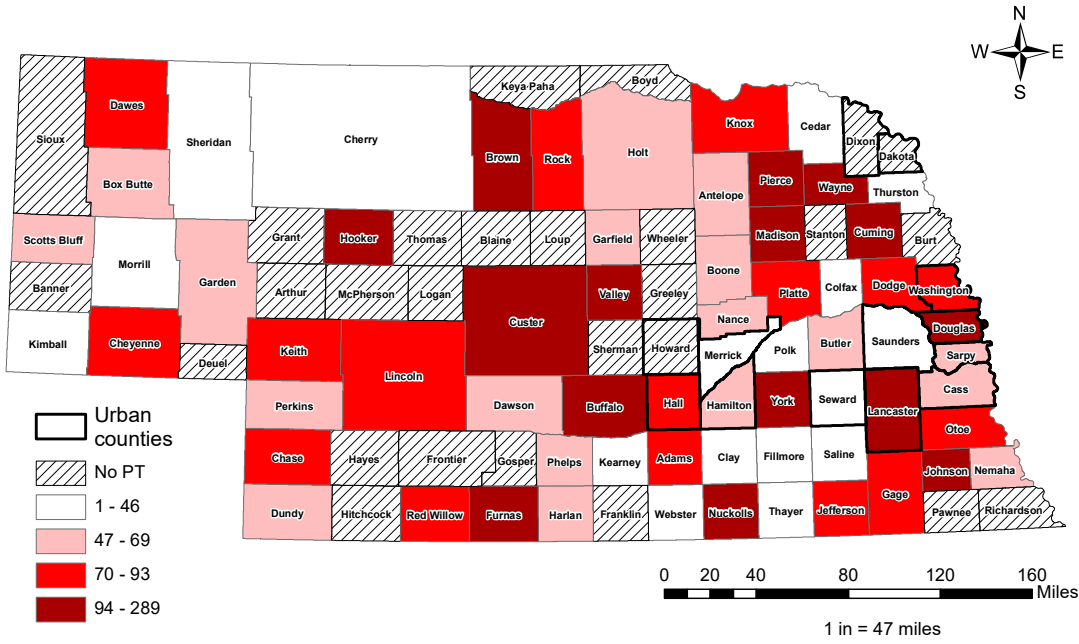 N
W E
S
Keya Paha
Boyd
Dawes
Sioux
Sheridan
Cherry
Brown
Rock
Holt
Knox
Cedar
Dixon
Dakota
Box Butte
Antelope
Pierce
Wayne
Thurston
Scotts Bluff
Grant
Hooker
Thomas
Blaine
Loup
Garfield
Wheeler
Madison
Stanton
Cuming
Burt
Banner
Morrill
Garden
Arthur
McPherson
Logan
Custer
Valley
Greeley
Boone
Platte
Colfax
Dodge
Washington
Kimball
Cheyenne
Deuel
Keith
Lincoln
Sherman
Howard
Nance
Merrick
Polk
Butler
Saunders
Douglas
Sarpy
Perkins
Dawson
Buffalo
Hall
Hamilton
York
Seward
Lancaster
Cass
Otoe
Chase
Hayes
Frontier
Gosper
Phelps
Kearney
Adams
Clay
Fillmore
Saline
Gage
Johnson
Nemaha
Dundy
Hitchcock
Red Willow
Furnas
Harlan
Franklin
Webster
Nuckolls
Thayer
Jefferson
Pawnee
Richardson
Urban
counties
No PT
1 - 46
47 - 69
70 - 93
94 - 289
0 20 40 80 120 160
Miles
1 in = 47 miles